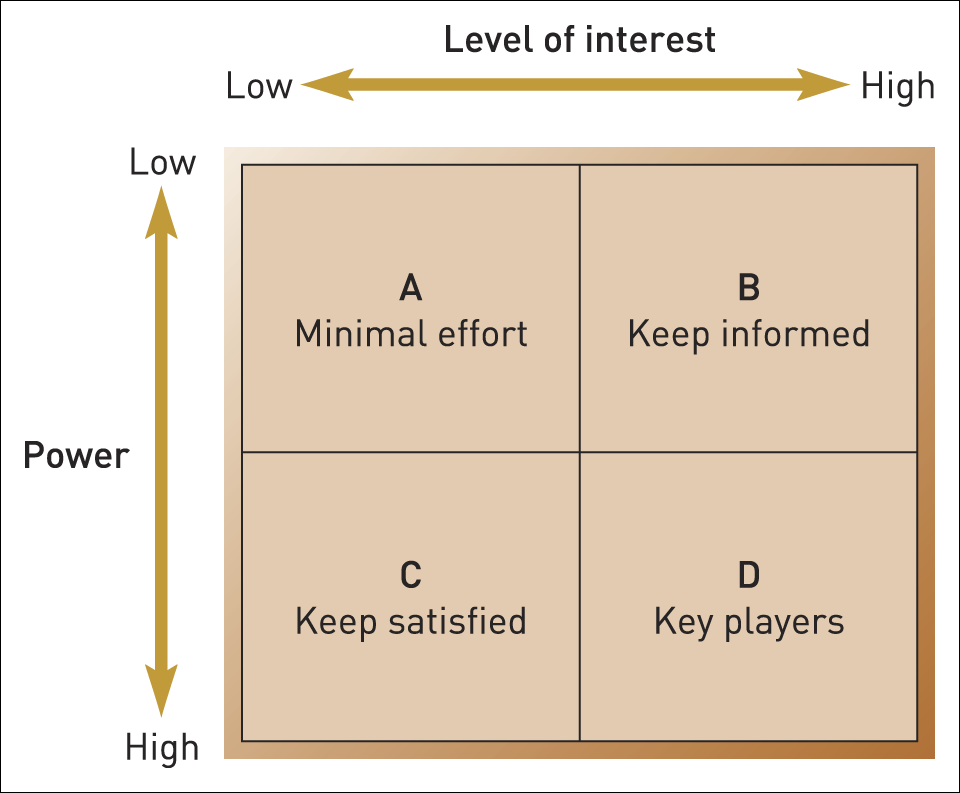 Level of interest
Low
High
Low
A
Minimal effort
B
Keep informed
Power
C
Keep satisfied
D
Key players
High